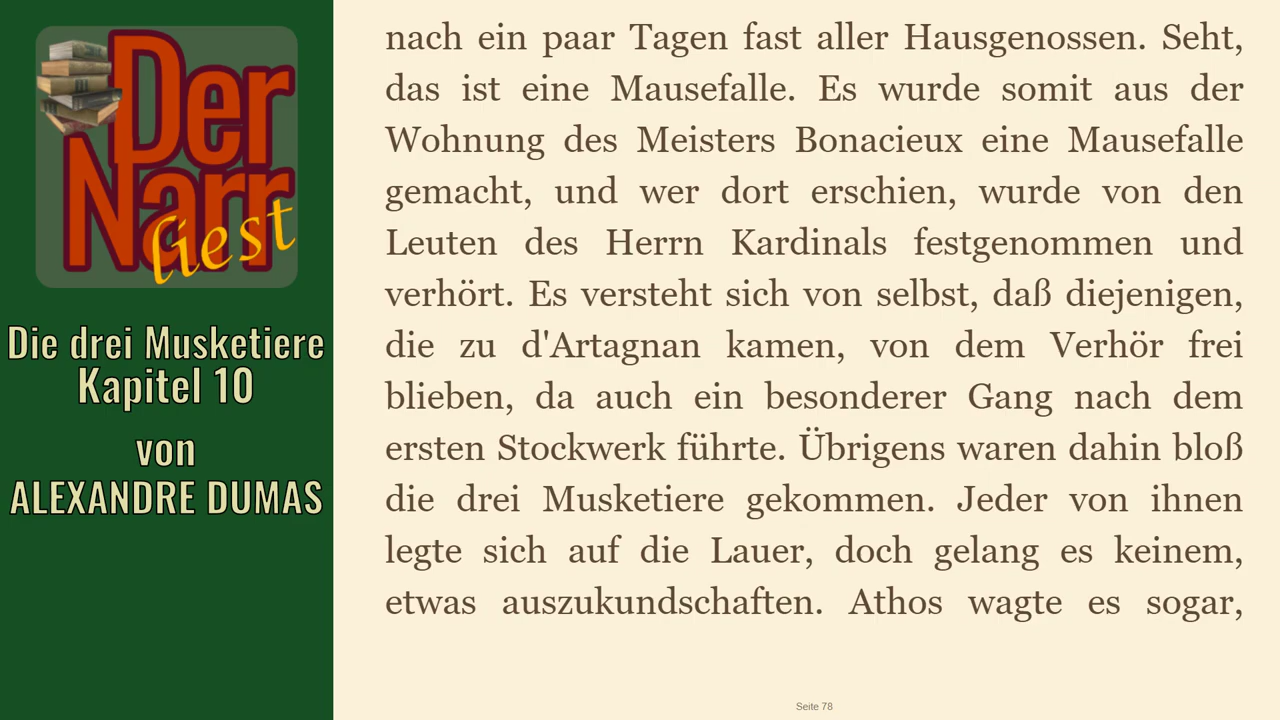 Der
Narr
liest
Die drei Musketiere
Kapitel 10
von
ALEXANDRE DUMAS
nach ein paar Tagen fast aller Hausgenossen. Seht,
das ist eine Mausefalle. Es wurde somit aus der
Wohnung des Meisters Bonacieux eine Mausefalle
gemacht, und wer dort erschien, wurde von den
Leuten des Herrn Kardinals festgenommen und
verhört. Es versteht sich von selbst, daß diejenigen,
die zu d'Artagnan kamen, von dem Verhör frei
blieben, da auch ein besonderer Gang nach dem
ersten Stockwerk führte. Übrigens waren dahin bloß
die drei Musketiere gekommen. Jeder von ihnen
legte sich auf die Lauer, doch gelang es keinem,
etwas auszukundschaften. Athos wagte es sogar,
Seite 78